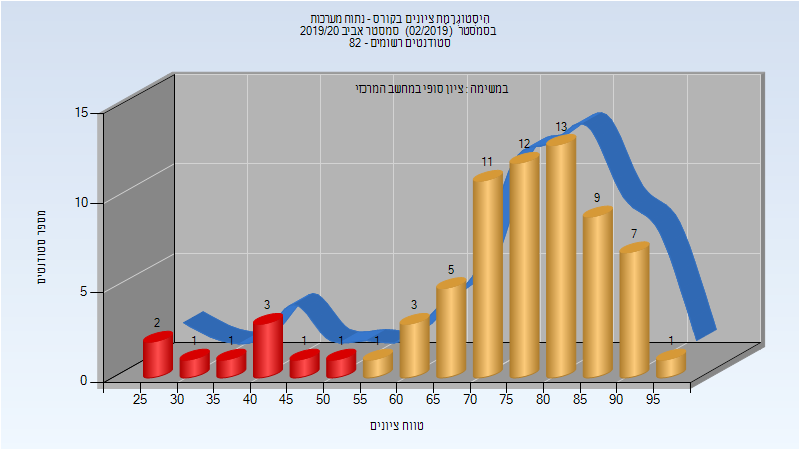 היסטוגרמת ציונים בקורס - נתוח מערכות
בסמסטר (02/2019) סמסטר אביב 2019/20
סטודנטים רשומים - 82
במשימה : ציון סופי במחשב המרכזי
מספר סטודנטים
15
10
5
0
2
1
1
3
1
1
1
3
5
11
12
13
9
7
1
25 30 35 40 45 50 55 60 65 70 75 80 85 90 95
טווח ציונים